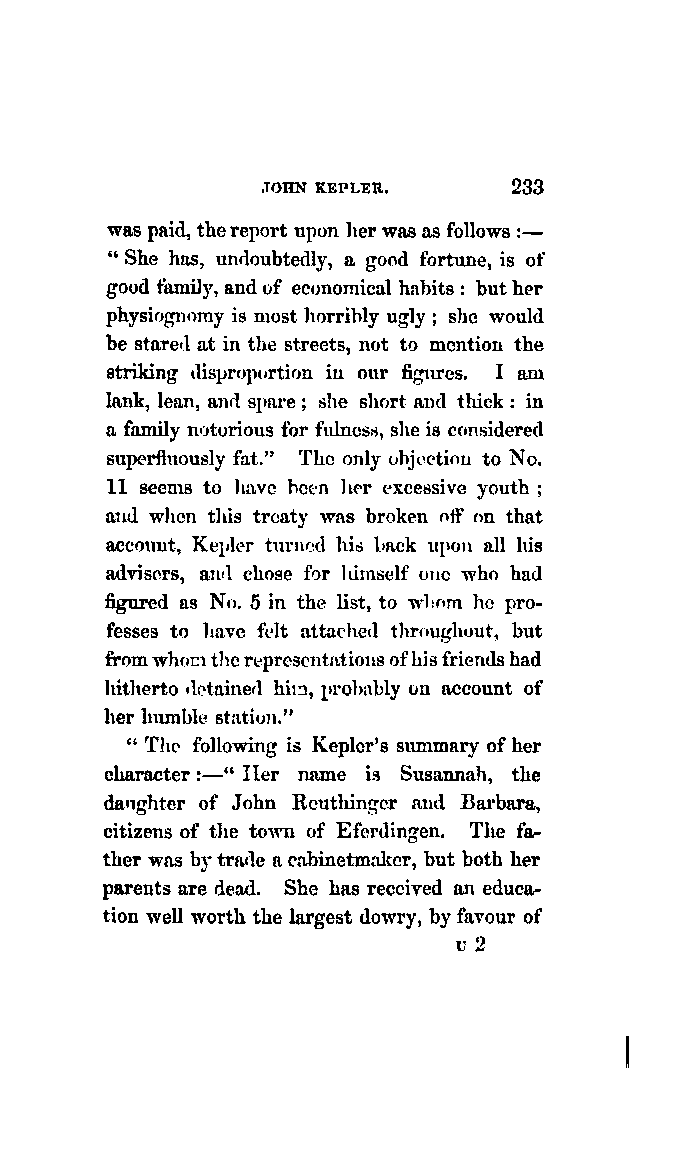 JOHN KEPLER. 233
was paid, the report upon her was as follows :—
“ She has, undoubtedly, a good fortune, is of
good family, and of economical habits : but her
physiognomy is most horribly ugly ; she would
be stared at in the streets, not to mention the
striking disproportion in our figures. I am
lank, lean, and spare ; she short and thick : in
a family notorious for fulness, she is considered
superfluously fat.” The only objection to No.
11 seems to have been her excessive youth ;
and when this treaty was broken off on that
account, Kepler turned his back upon all his
advisers, and chose for himself one who had
figured as No. 5 in the list, to whom he pro-
fesses to have felt attached throughout, but
from whom the representations of his friends had
hitherto detained him, probably on account of
her humble station.”
“ The following is Kepler’s summary of her
character :—“ Her name is Susannah, the
daughter of John Reuthinger and Barbara,
citizens of the town of Eferdingen. The fa-
ther was by trade a cabinetmaker, but both her
parents are dead. She has received an educa-
tion well worth the largest dowry, by favour of
U 2